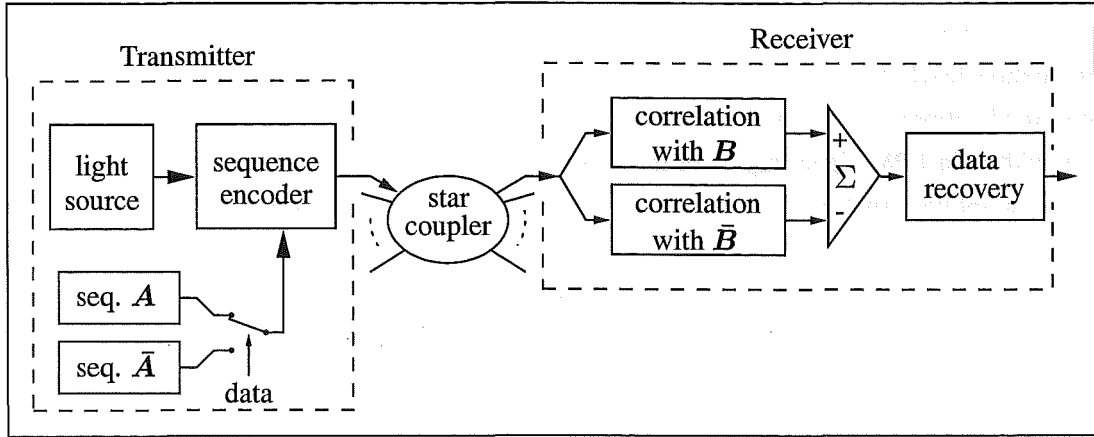 Transmitter
Receiver
light
source
sequence
encoder
seq. A
seq. Ā
data
star
coupler
correlation
with B
correlation
with B̄
+
Σ
-
data
recovery